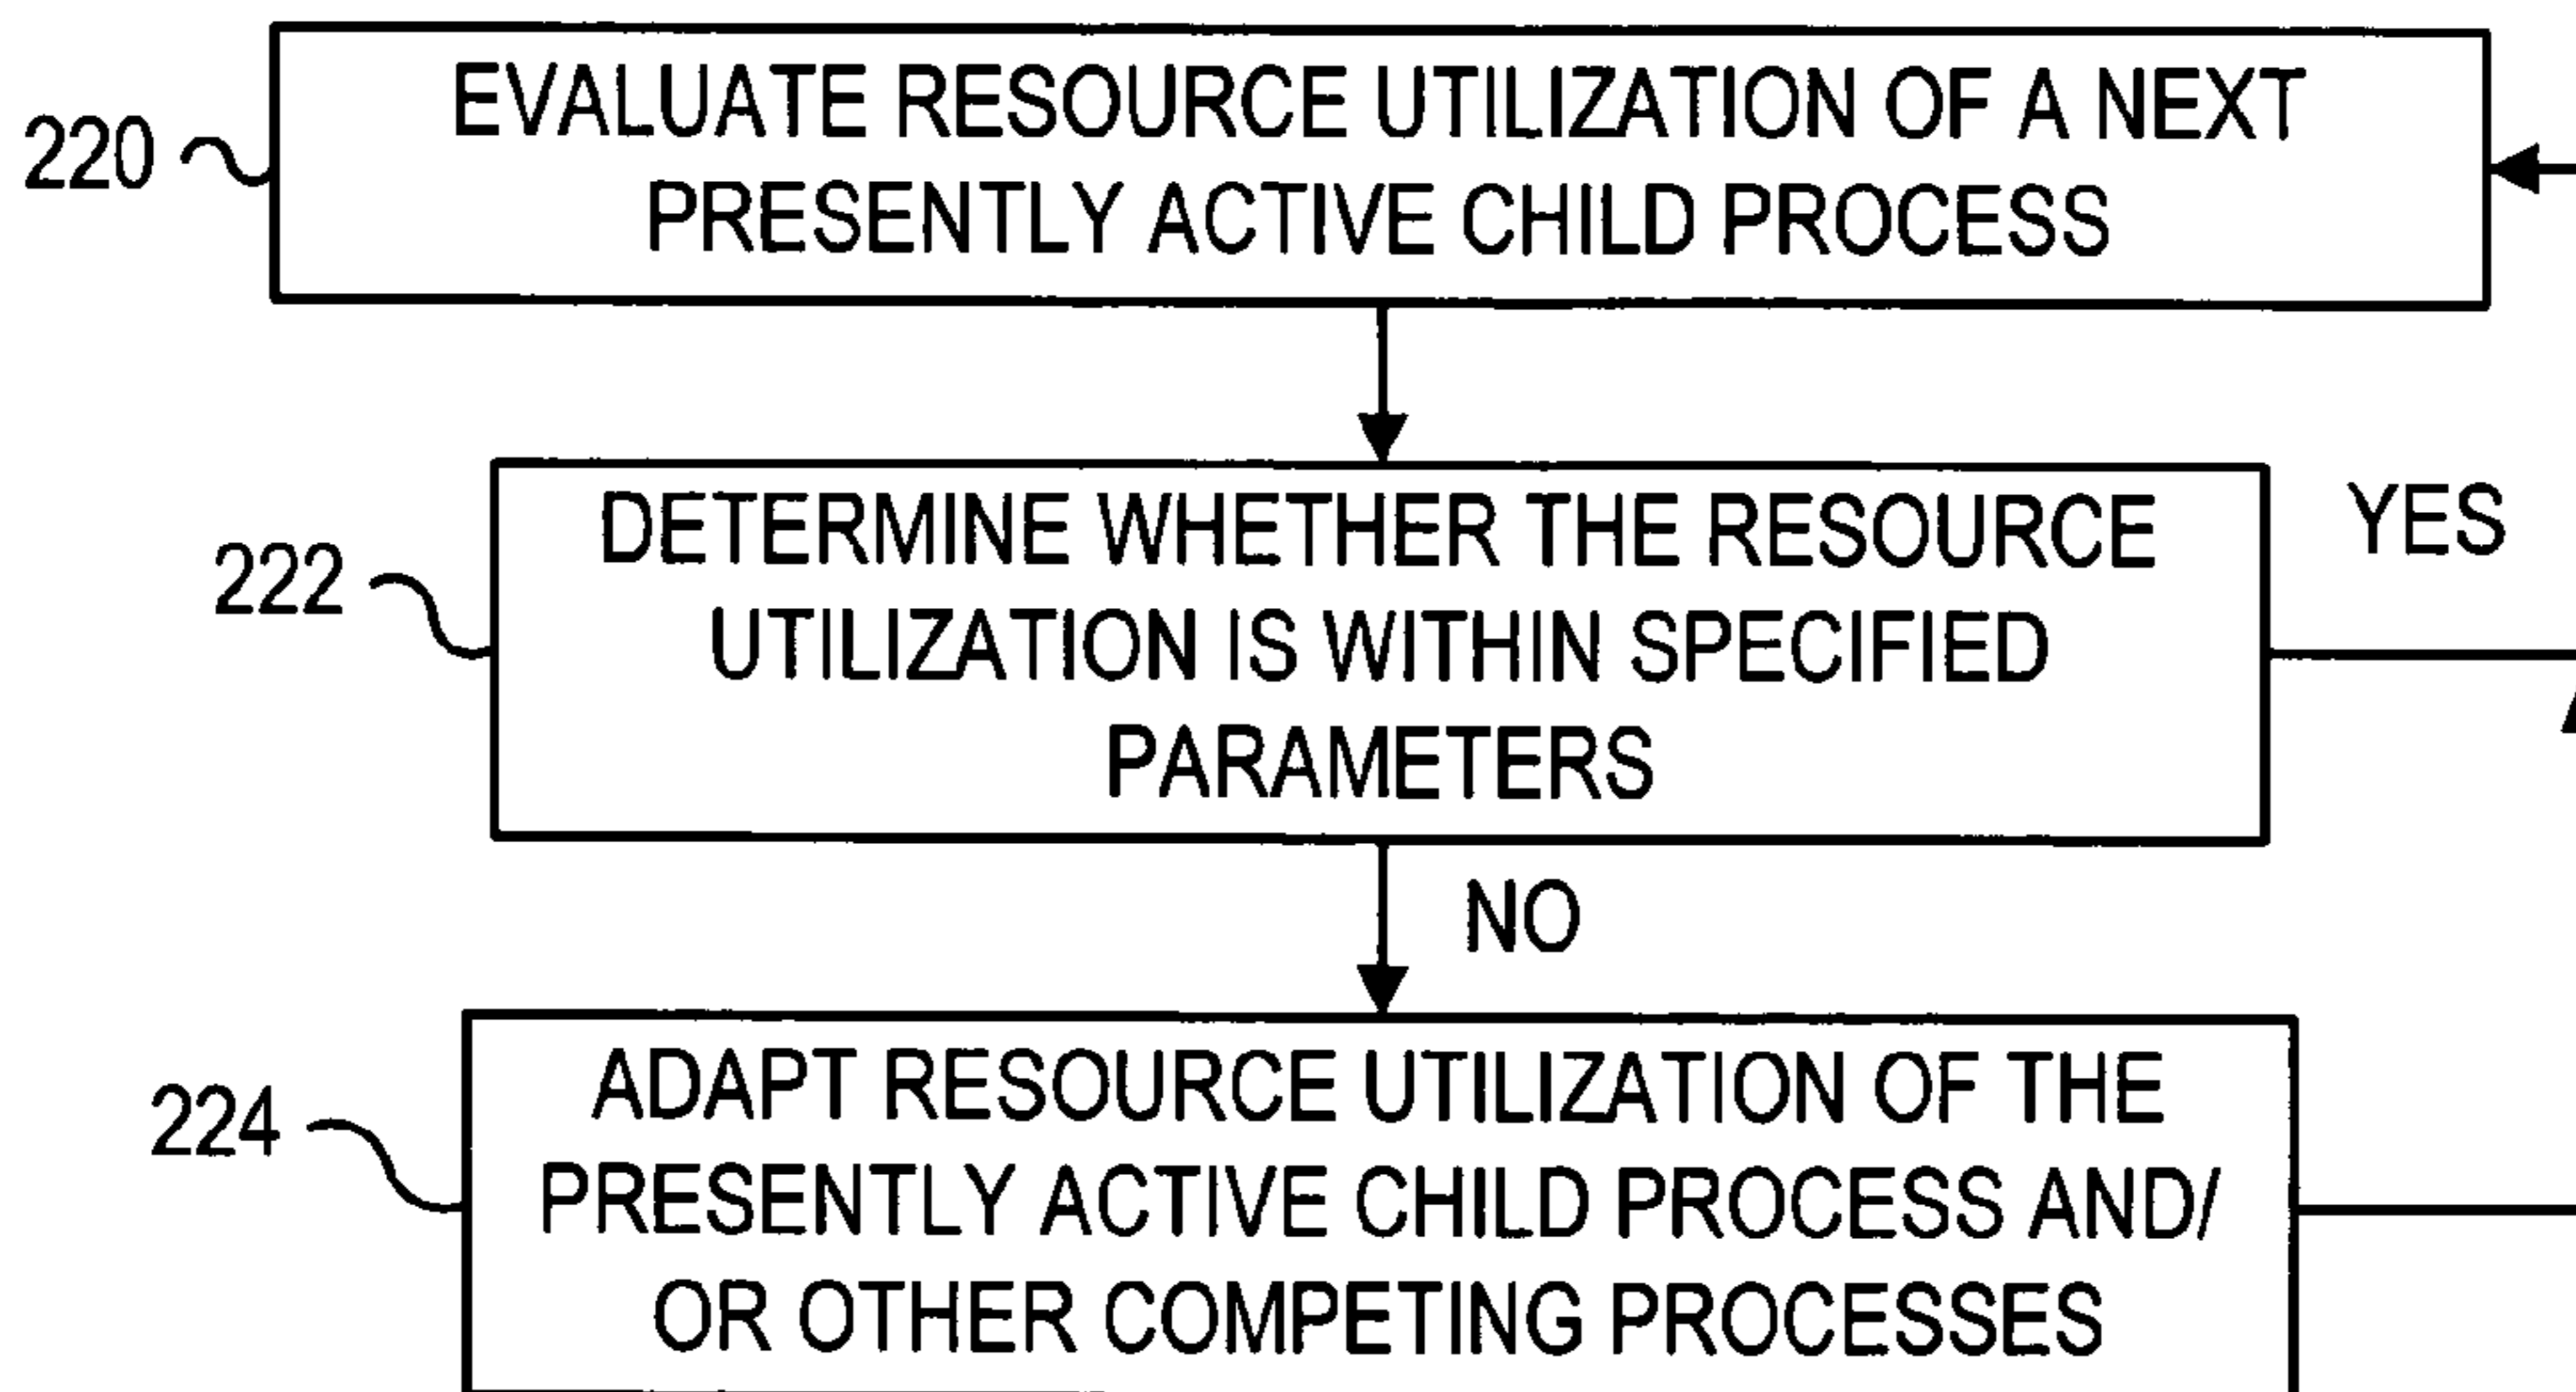 220
EVALUATE RESOURCE UTILIZATION OF A NEXT
PRESENTLY ACTIVE CHILD PROCESS
222
DETERMINE WHETHER THE RESOURCE
UTILIZATION IS WITHIN SPECIFIED
PARAMETERS
YES
NO
224
ADAPT RESOURCE UTILIZATION OF THE
PRESENTLY ACTIVE CHILD PROCESS AND/
OR OTHER COMPETING PROCESSES